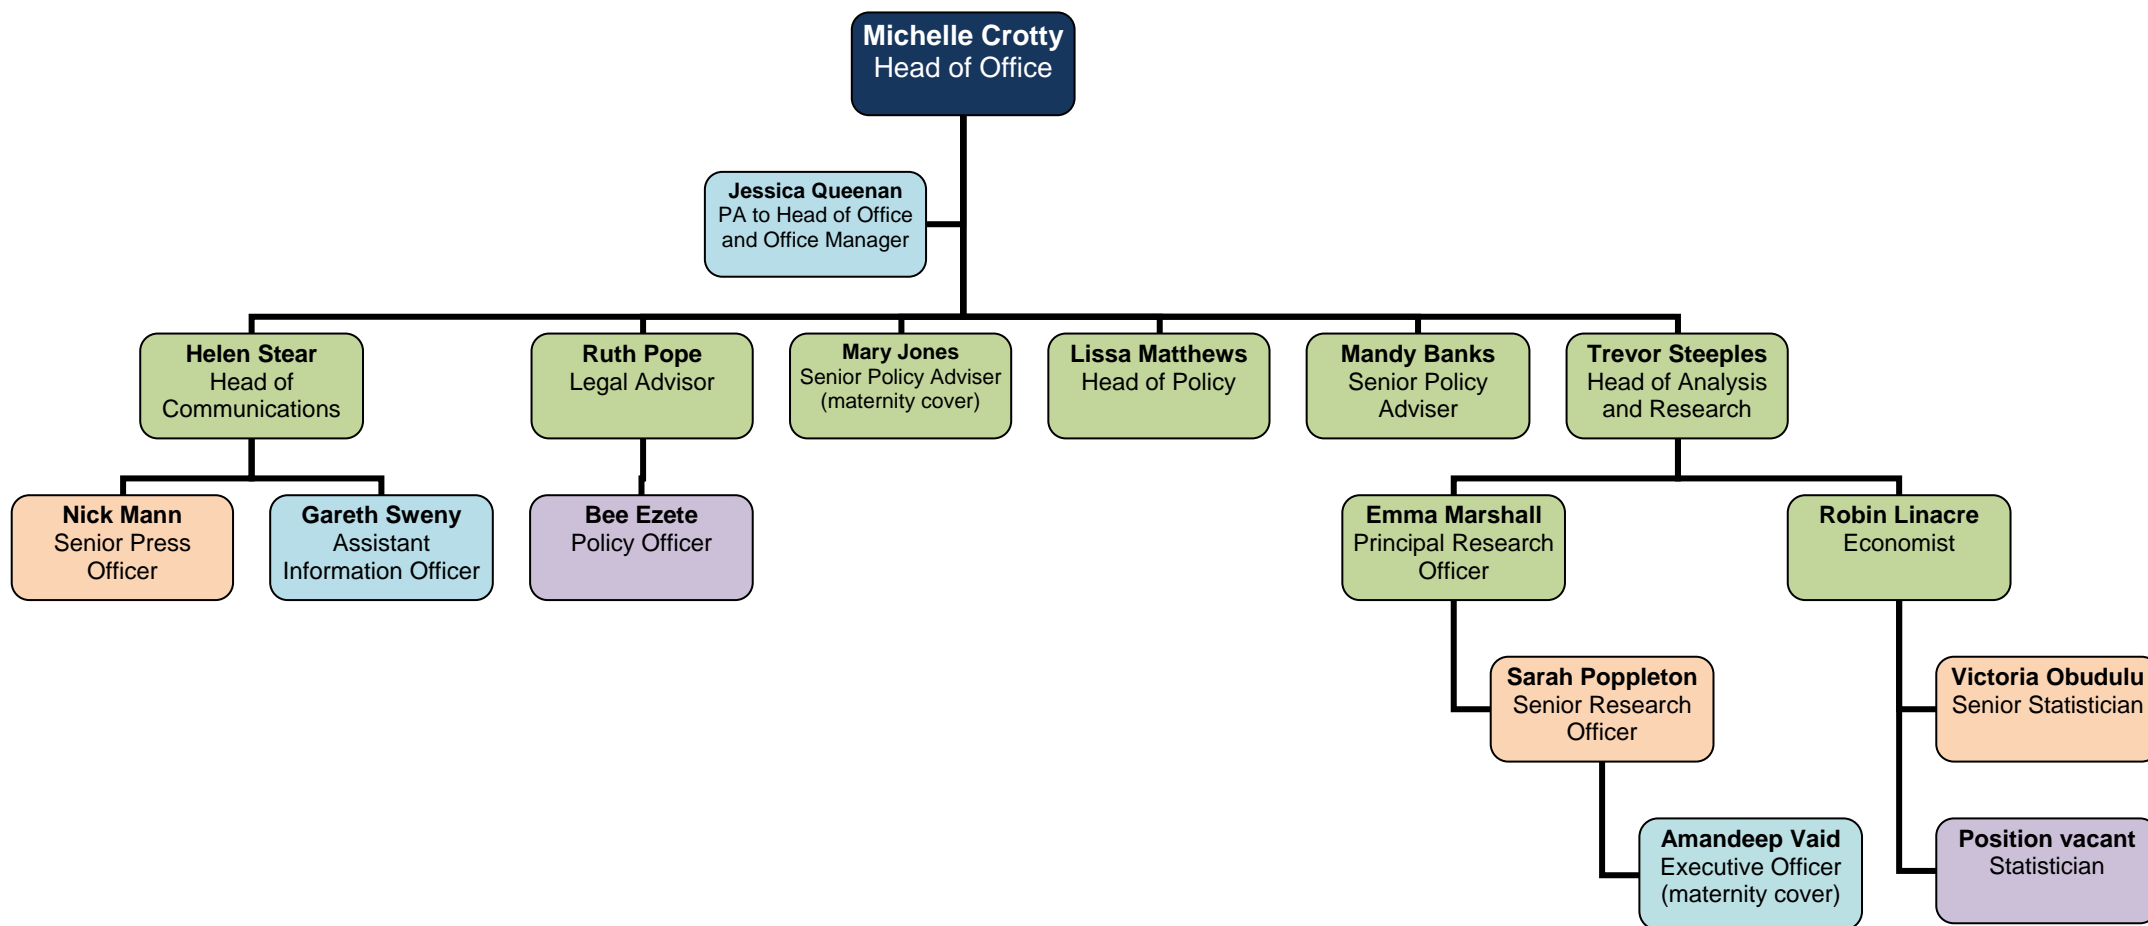 Michelle Crotty
Head of Office
Jessica Queenan
PA to Head of Office
and Office Manager
Helen Stear
Head of
Communications
Ruth Pope
Legal Advisor
Mary Jones
Senior Policy Adviser
(maternity cover)
Lissa Matthews
Head of Policy
Mandy Banks
Senior Policy
Adviser
Trevor Steeples
Head of Analysis
and Research
Nick Mann
Senior Press
Officer
Gareth Sweny
Assistant
Information Officer
Bee Ezete
Policy Officer
Emma Marshall
Principal Research
Officer
Robin Linacre
Economist
Sarah Poppleton
Senior Research
Officer
Victoria Obudulu
Senior Statistician
Amandeep Vaid
Executive Officer
(maternity cover)
Position vacant
Statistician